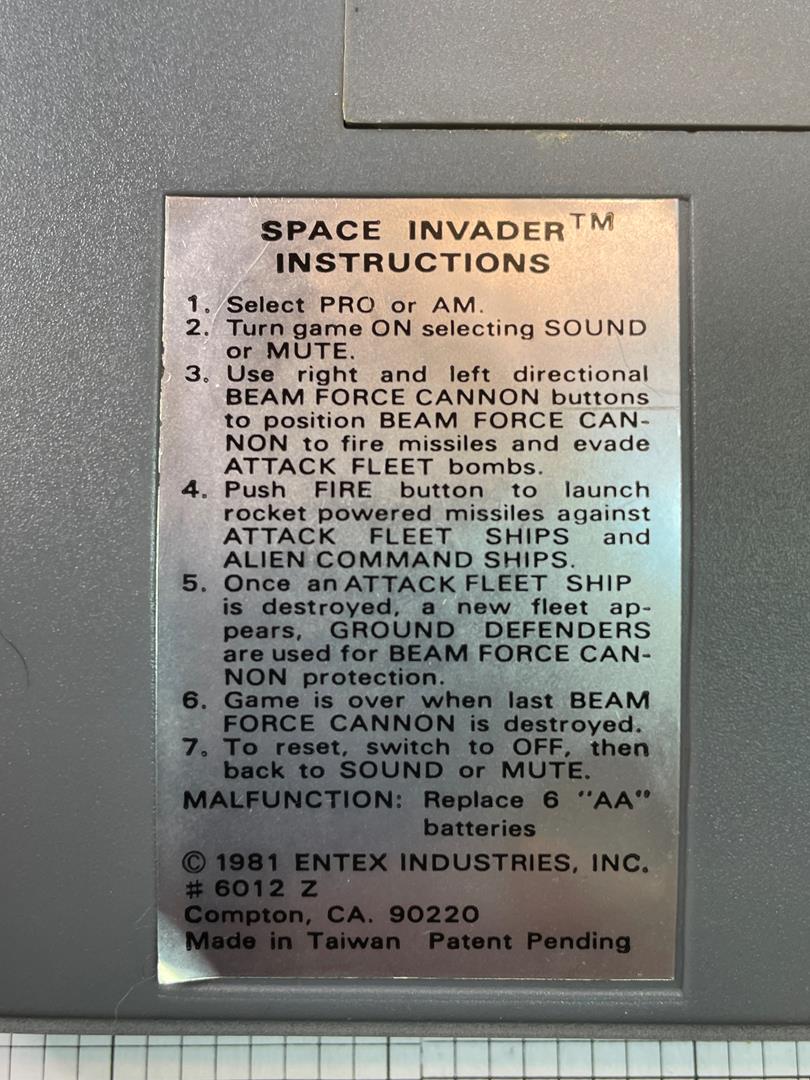 SPACE INVADER™
INSTRUCTIONS
1. Select PRO or AM.
2. Turn game ON selecting SOUND
or MUTE.
3. Use right and left directional
BEAM FORCE CANNON buttons
to position BEAM FORCE CAN-
NON to fire missiles and evade
ATTACK FLEET bombs.
4. Push FIRE button to launch
rocket powered missiles against
ATTACK FLEET SHIPS and
ALIEN COMMAND SHIPS.
5. Once an ATTACK FLEET SHIP
is destroyed, a new fleet ap-
pears, GROUND DEFENDERS
are used for BEAM FORCE CAN-
NON protection.
6. Game is over when last BEAM
FORCE CANNON is destroyed.
7. To reset, switch to OFF, then
back to SOUND or MUTE.
MALFUNCTION: Replace 6 "AA"
batteries
© 1981 ENTEX INDUSTRIES, INC.
# 6012 Z
Compton, CA. 90220
Made in Taiwan Patent Pending